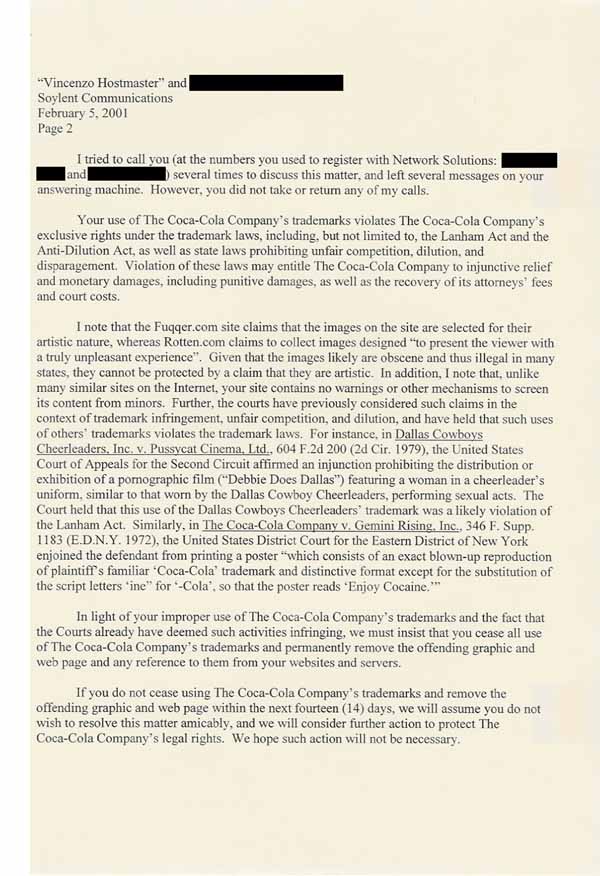 “Vincenzo Hostmaster” and
Soylent Communications
February 5, 2001
Page 2
I tried to call you (at the numbers you used to register with Network Solutions:
and ) several times to discuss this matter, and left several messages on your
answering machine. However, you did not take or return any of my calls.
Your use of The Coca-Cola Company’s trademarks violates The Coca-Cola Company’s
exclusive rights under the trademark laws, including, but not limited to, the Lanham Act and the
Anti-Dilution Act, as well as state laws prohibiting unfair competition, dilution, and
disparagement. Violation of these laws may entitle The Coca-Cola Company to injunctive relief
and monetary damages, including punitive damages, as well as the recovery of its attorneys’ fees
and court costs.
I note that the Fuqqer.com site claims that the images on the site are selected for their
artistic nature, whereas Rotten.com claims to collect images designed “to present the viewer with
a truly unpleasant experience”. Given that the images likely are obscene and thus illegal in many
states, they cannot be protected by a claim that they are artistic. In addition, I note that, unlike
many similar sites on the Internet, your site contains no warnings or other mechanisms to screen
its content from minors. Further, the courts have previously considered such claims in the
context of trademark infringement, unfair competition, and dilution, and have held that such uses
of others’ trademarks violates the trademark laws. For instance, in Dallas Cowboys
Cheerleaders, Inc. v. Pussycat Cinema, Ltd., 604 F.2d 200 (2d Cir. 1979), the United States
Court of Appeals for the Second Circuit affirmed an injunction prohibiting the distribution or
exhibition of a pornographic film (“Debbie Does Dallas”) featuring a woman in a cheerleader’s
uniform, similar to that worn by the Dallas Cowboy Cheerleaders, performing sexual acts. The
Court held that this use of the Dallas Cowboys Cheerleaders’ trademark was a likely violation of
the Lanham Act. Similarly, in The Coca-Cola Company v. Gemini Rising, Inc., 346 F. Supp.
1183 (E.D.N.Y. 1972), the United States District Court for the Eastern District of New York
enjoined the defendant from printing a poster “which consists of an exact blown-up reproduction
of plaintiff’s familiar ‘Coca-Cola’ trademark and distinctive format except for the substitution of
the script letters ‘ine” for ‘-Cola’, so that the poster reads ‘Enjoy Cocaine.’”
In light of your improper use of The Coca-Cola Company’s trademarks and the fact that
the Courts already have deemed such activities infringing, we must insist that you cease all use
of The Coca-Cola Company’s trademarks and permanently remove the offending graphic and
web page and any reference to them from your websites and servers.
If you do not cease using The Coca-Cola Company’s trademarks and remove the
offending graphic and web page within the next fourteen (14) days, we will assume you do not
wish to resolve this matter amicably, and we will consider further action to protect The
Coca-Cola Company’s legal rights. We hope such action will not be necessary.